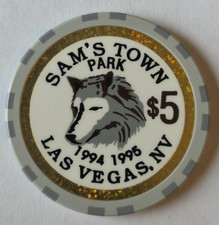 SAM'S TOWN
PARK
$5
1994 1995
LAS VEGAS, NV